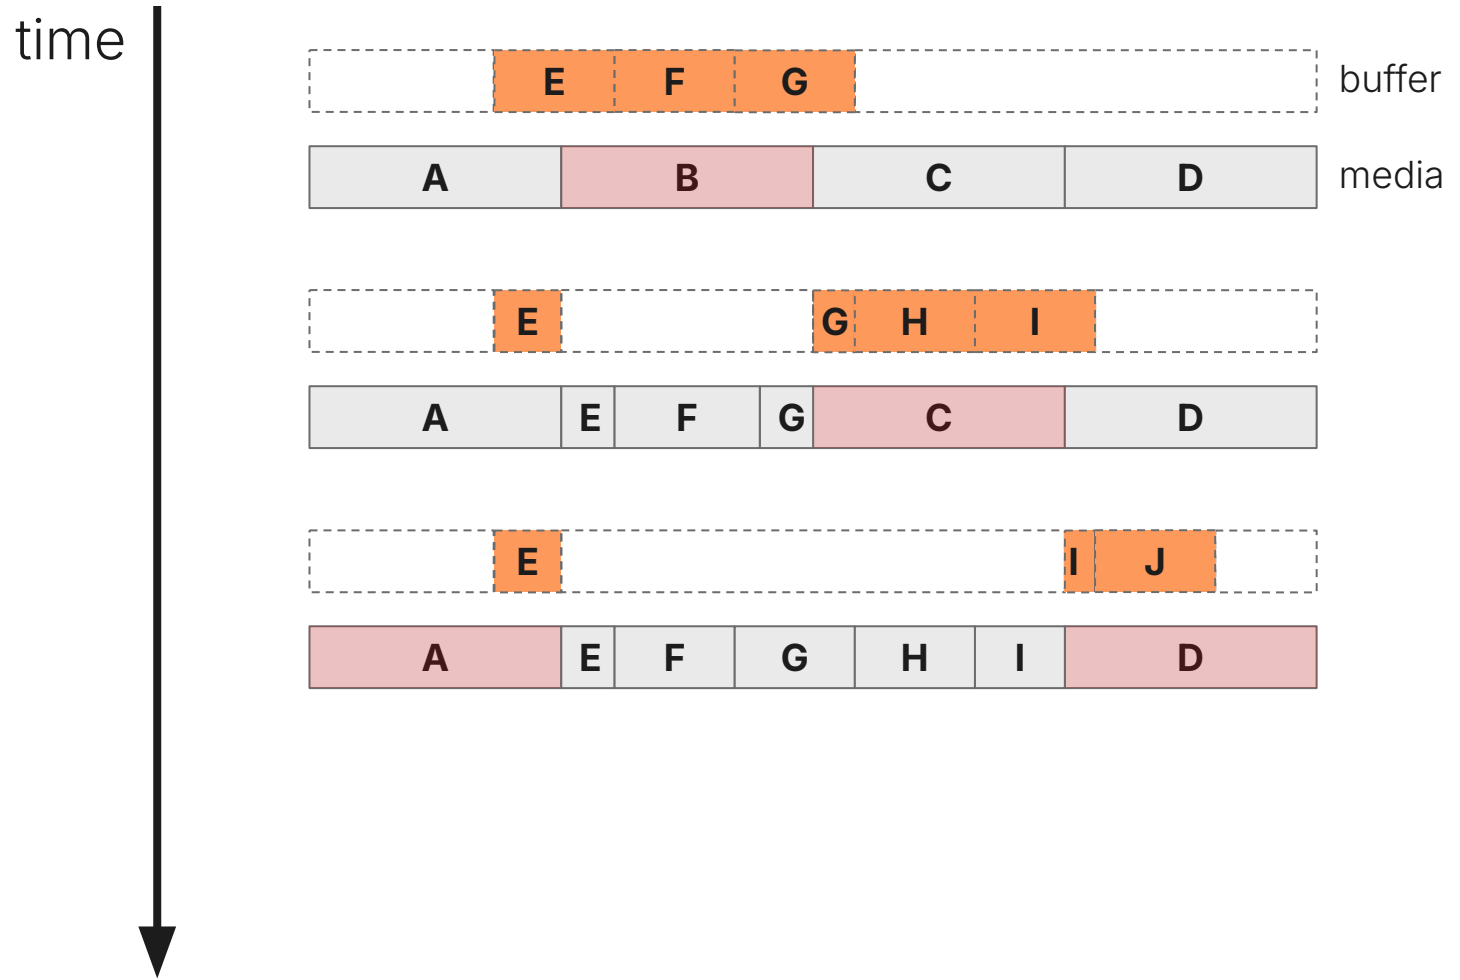 time
E F G buffer
A B C D media
E G H I
A E F G C D
E I J
A E F G H I D